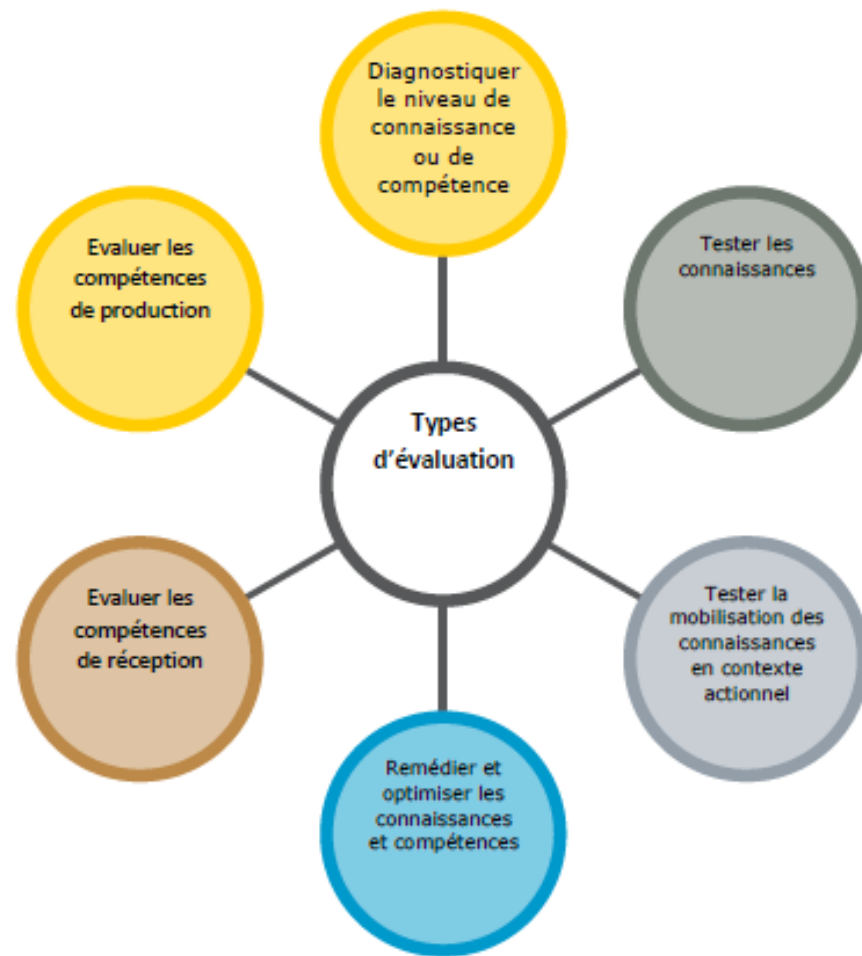 Diagnostiquer
le niveau de
connaissance
ou de
compétence
Tester les
connaissances
Tester la
mobilisation des
connaissances
en contexte
actionnel
Remédier et
optimiser les
connaissances
et compétences
Evaluer les
compétences
de réception
Evaluer les
compétences
de production
Types
d'évaluation